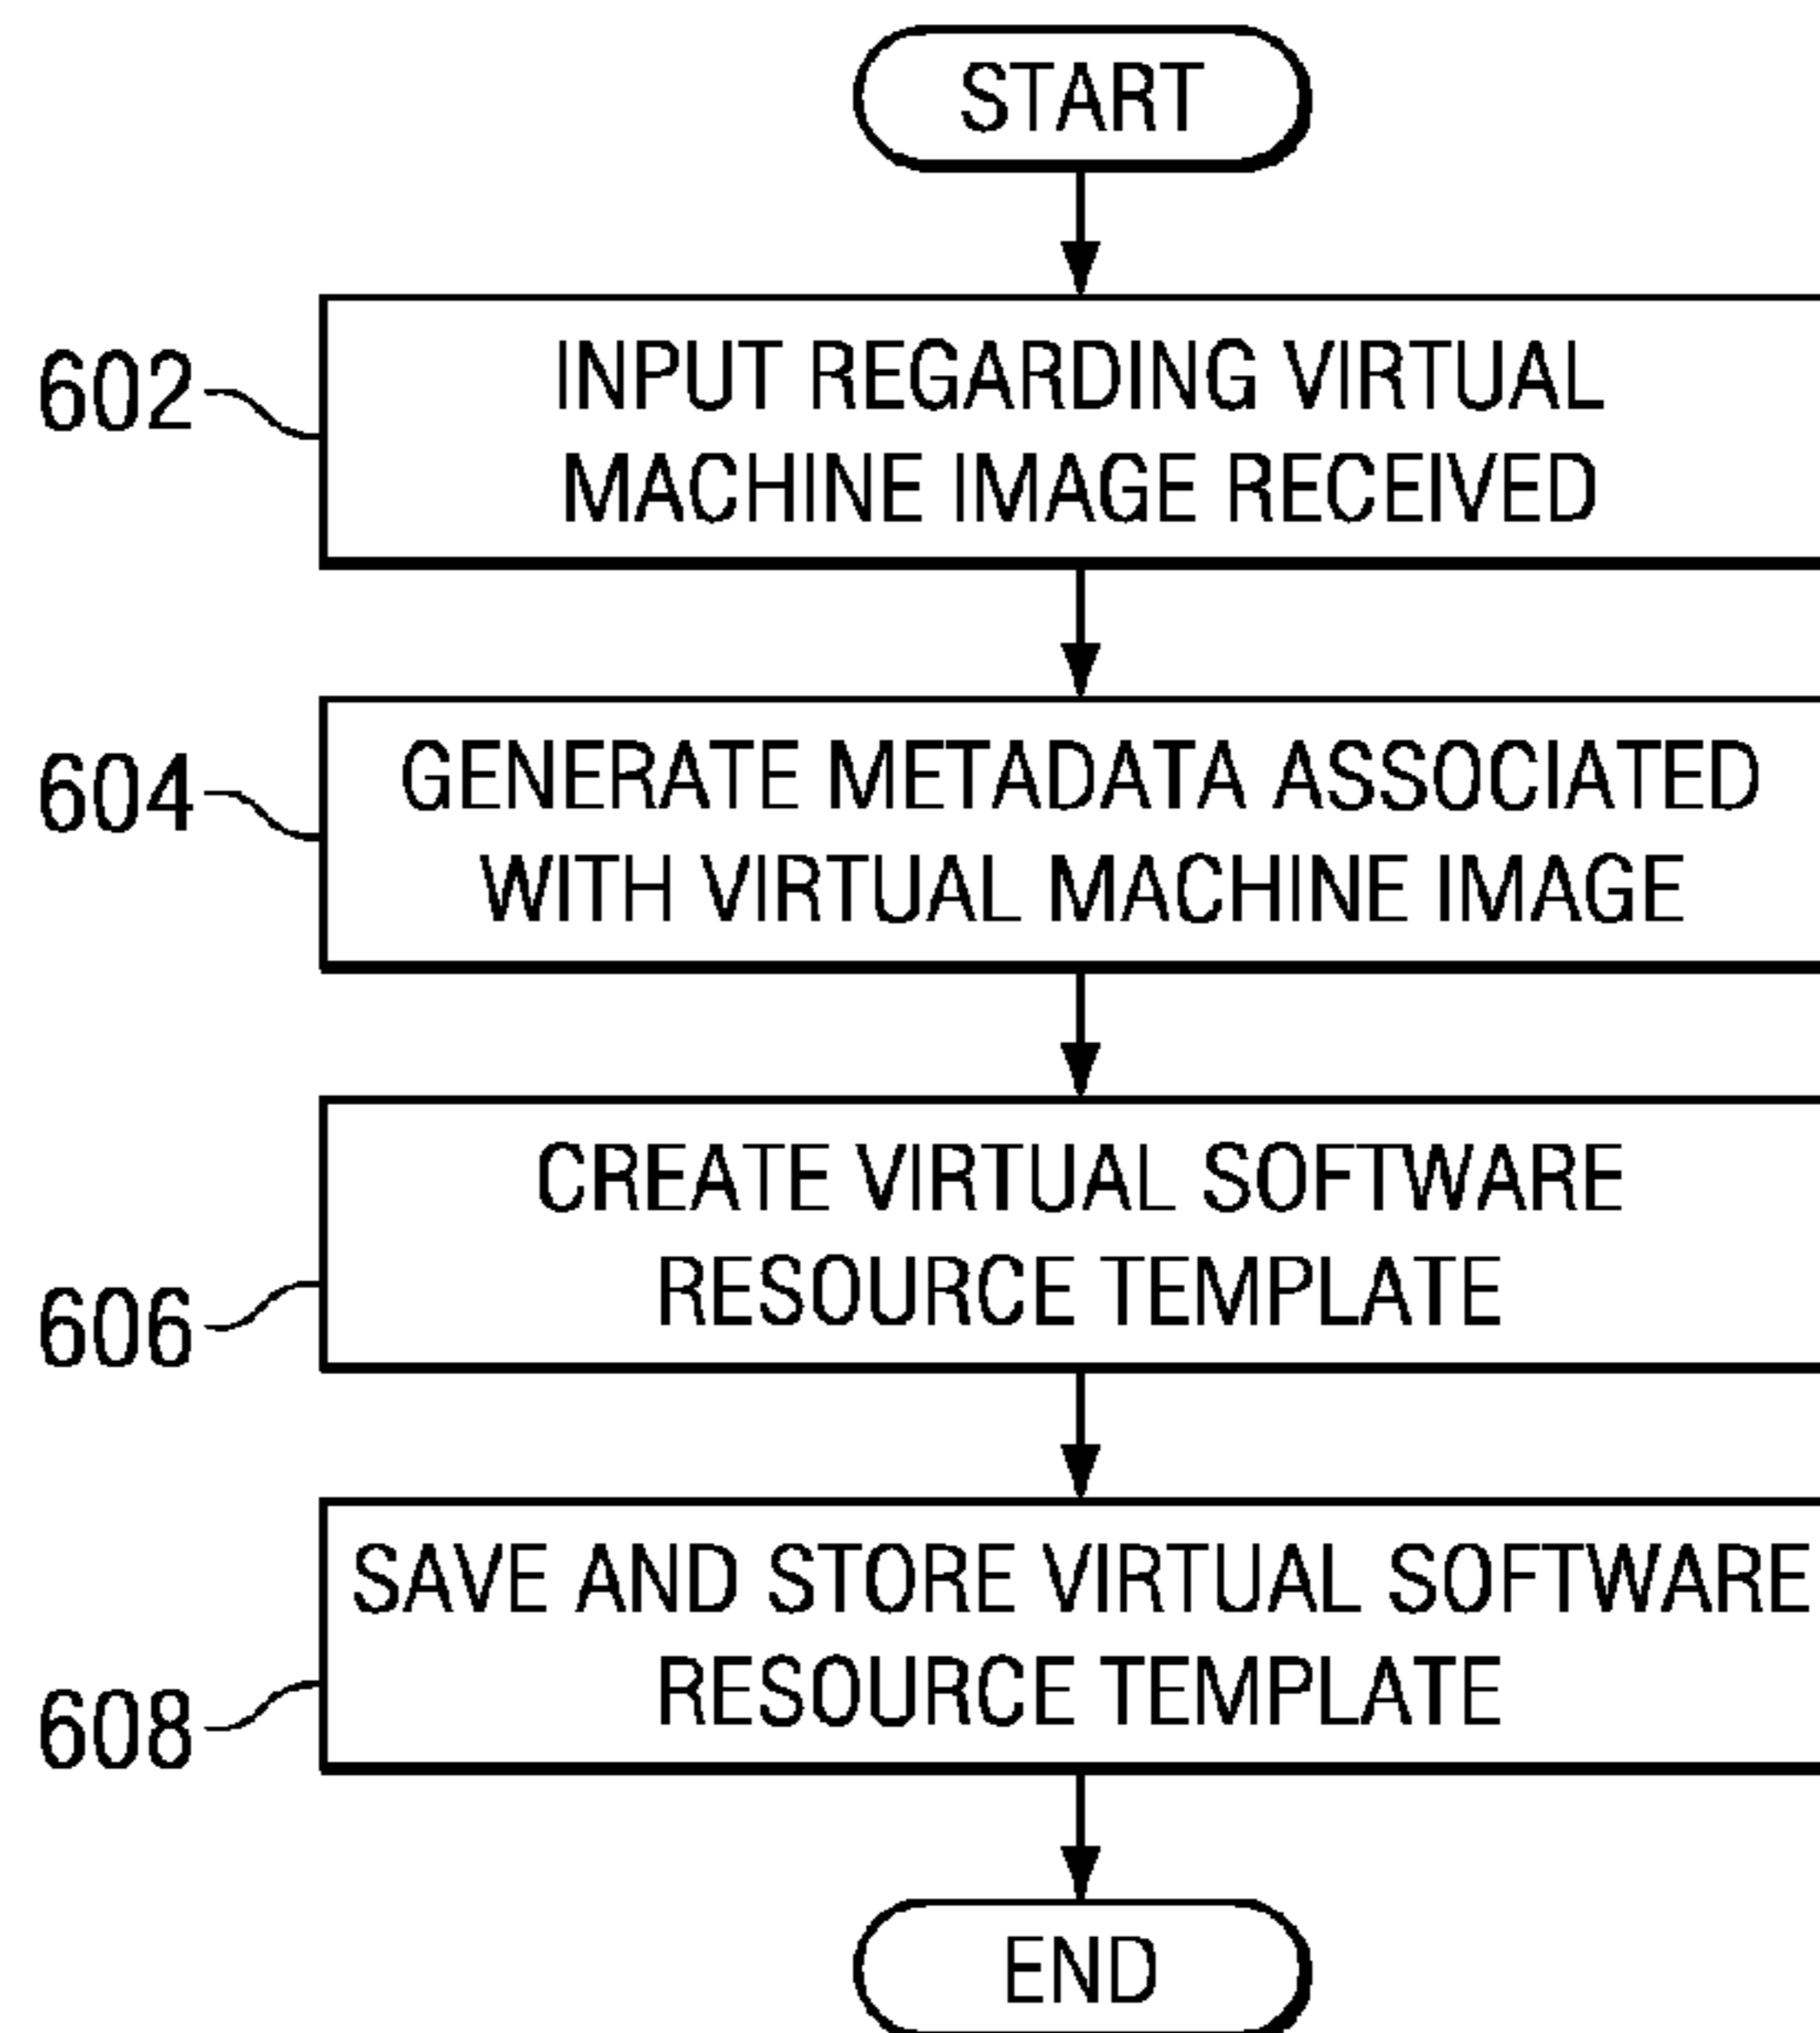 START
602
INPUT REGARDING VIRTUAL
MACHINE IMAGE RECEIVED
604
GENERATE METADATA ASSOCIATED
WITH VIRTUAL MACHINE IMAGE
606
CREATE VIRTUAL SOFTWARE
RESOURCE TEMPLATE
608
SAVE AND STORE VIRTUAL SOFTWARE
RESOURCE TEMPLATE
END